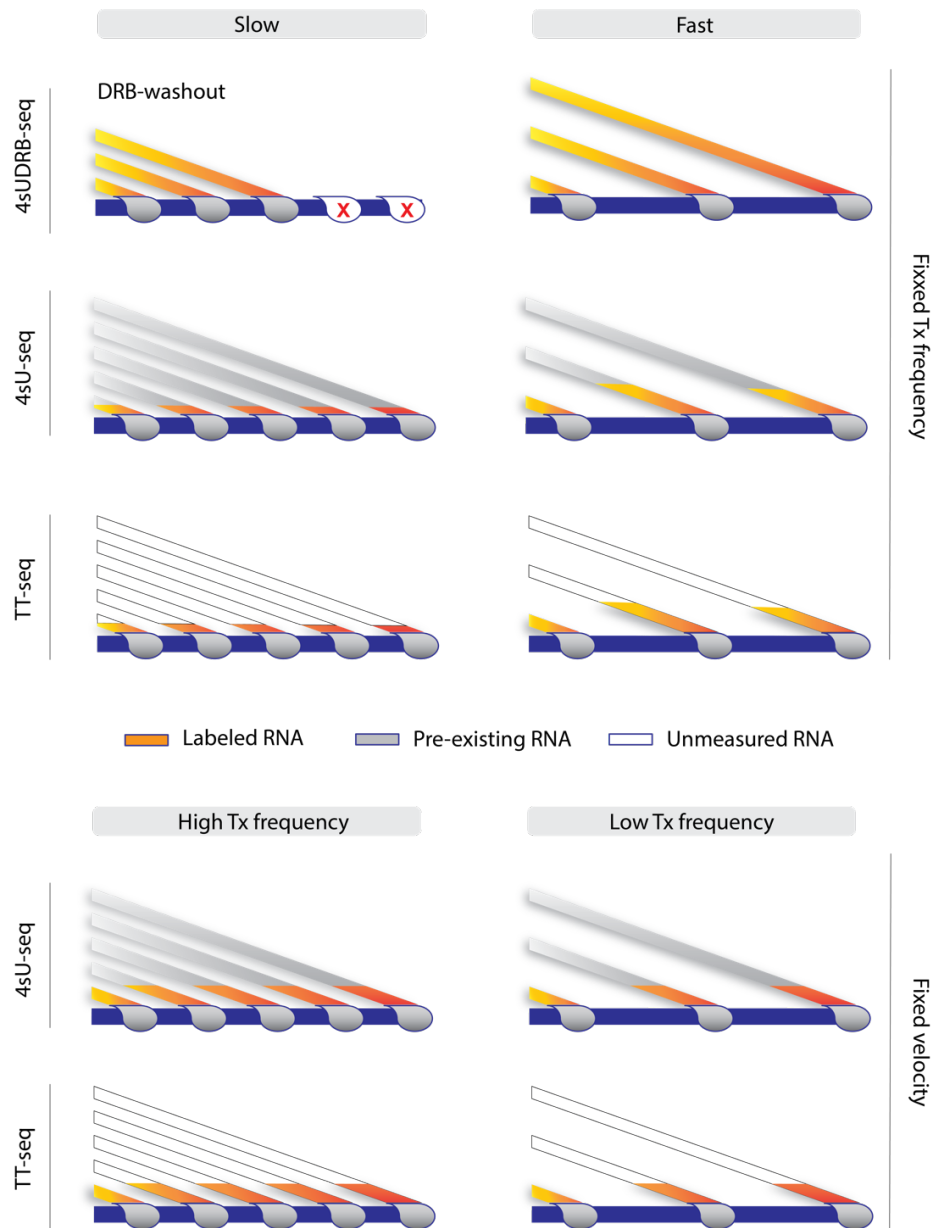 Slow
Fast
DRB-washout
4sUDRB-seq
X
X
4sU-seq
TT-seq
Fixxed Tx frequency
Labeled RNA
Pre-existing RNA
Unmeasured RNA
High Tx frequency
Low Tx frequency
4sU-seq
TT-seq
Fixed velocity